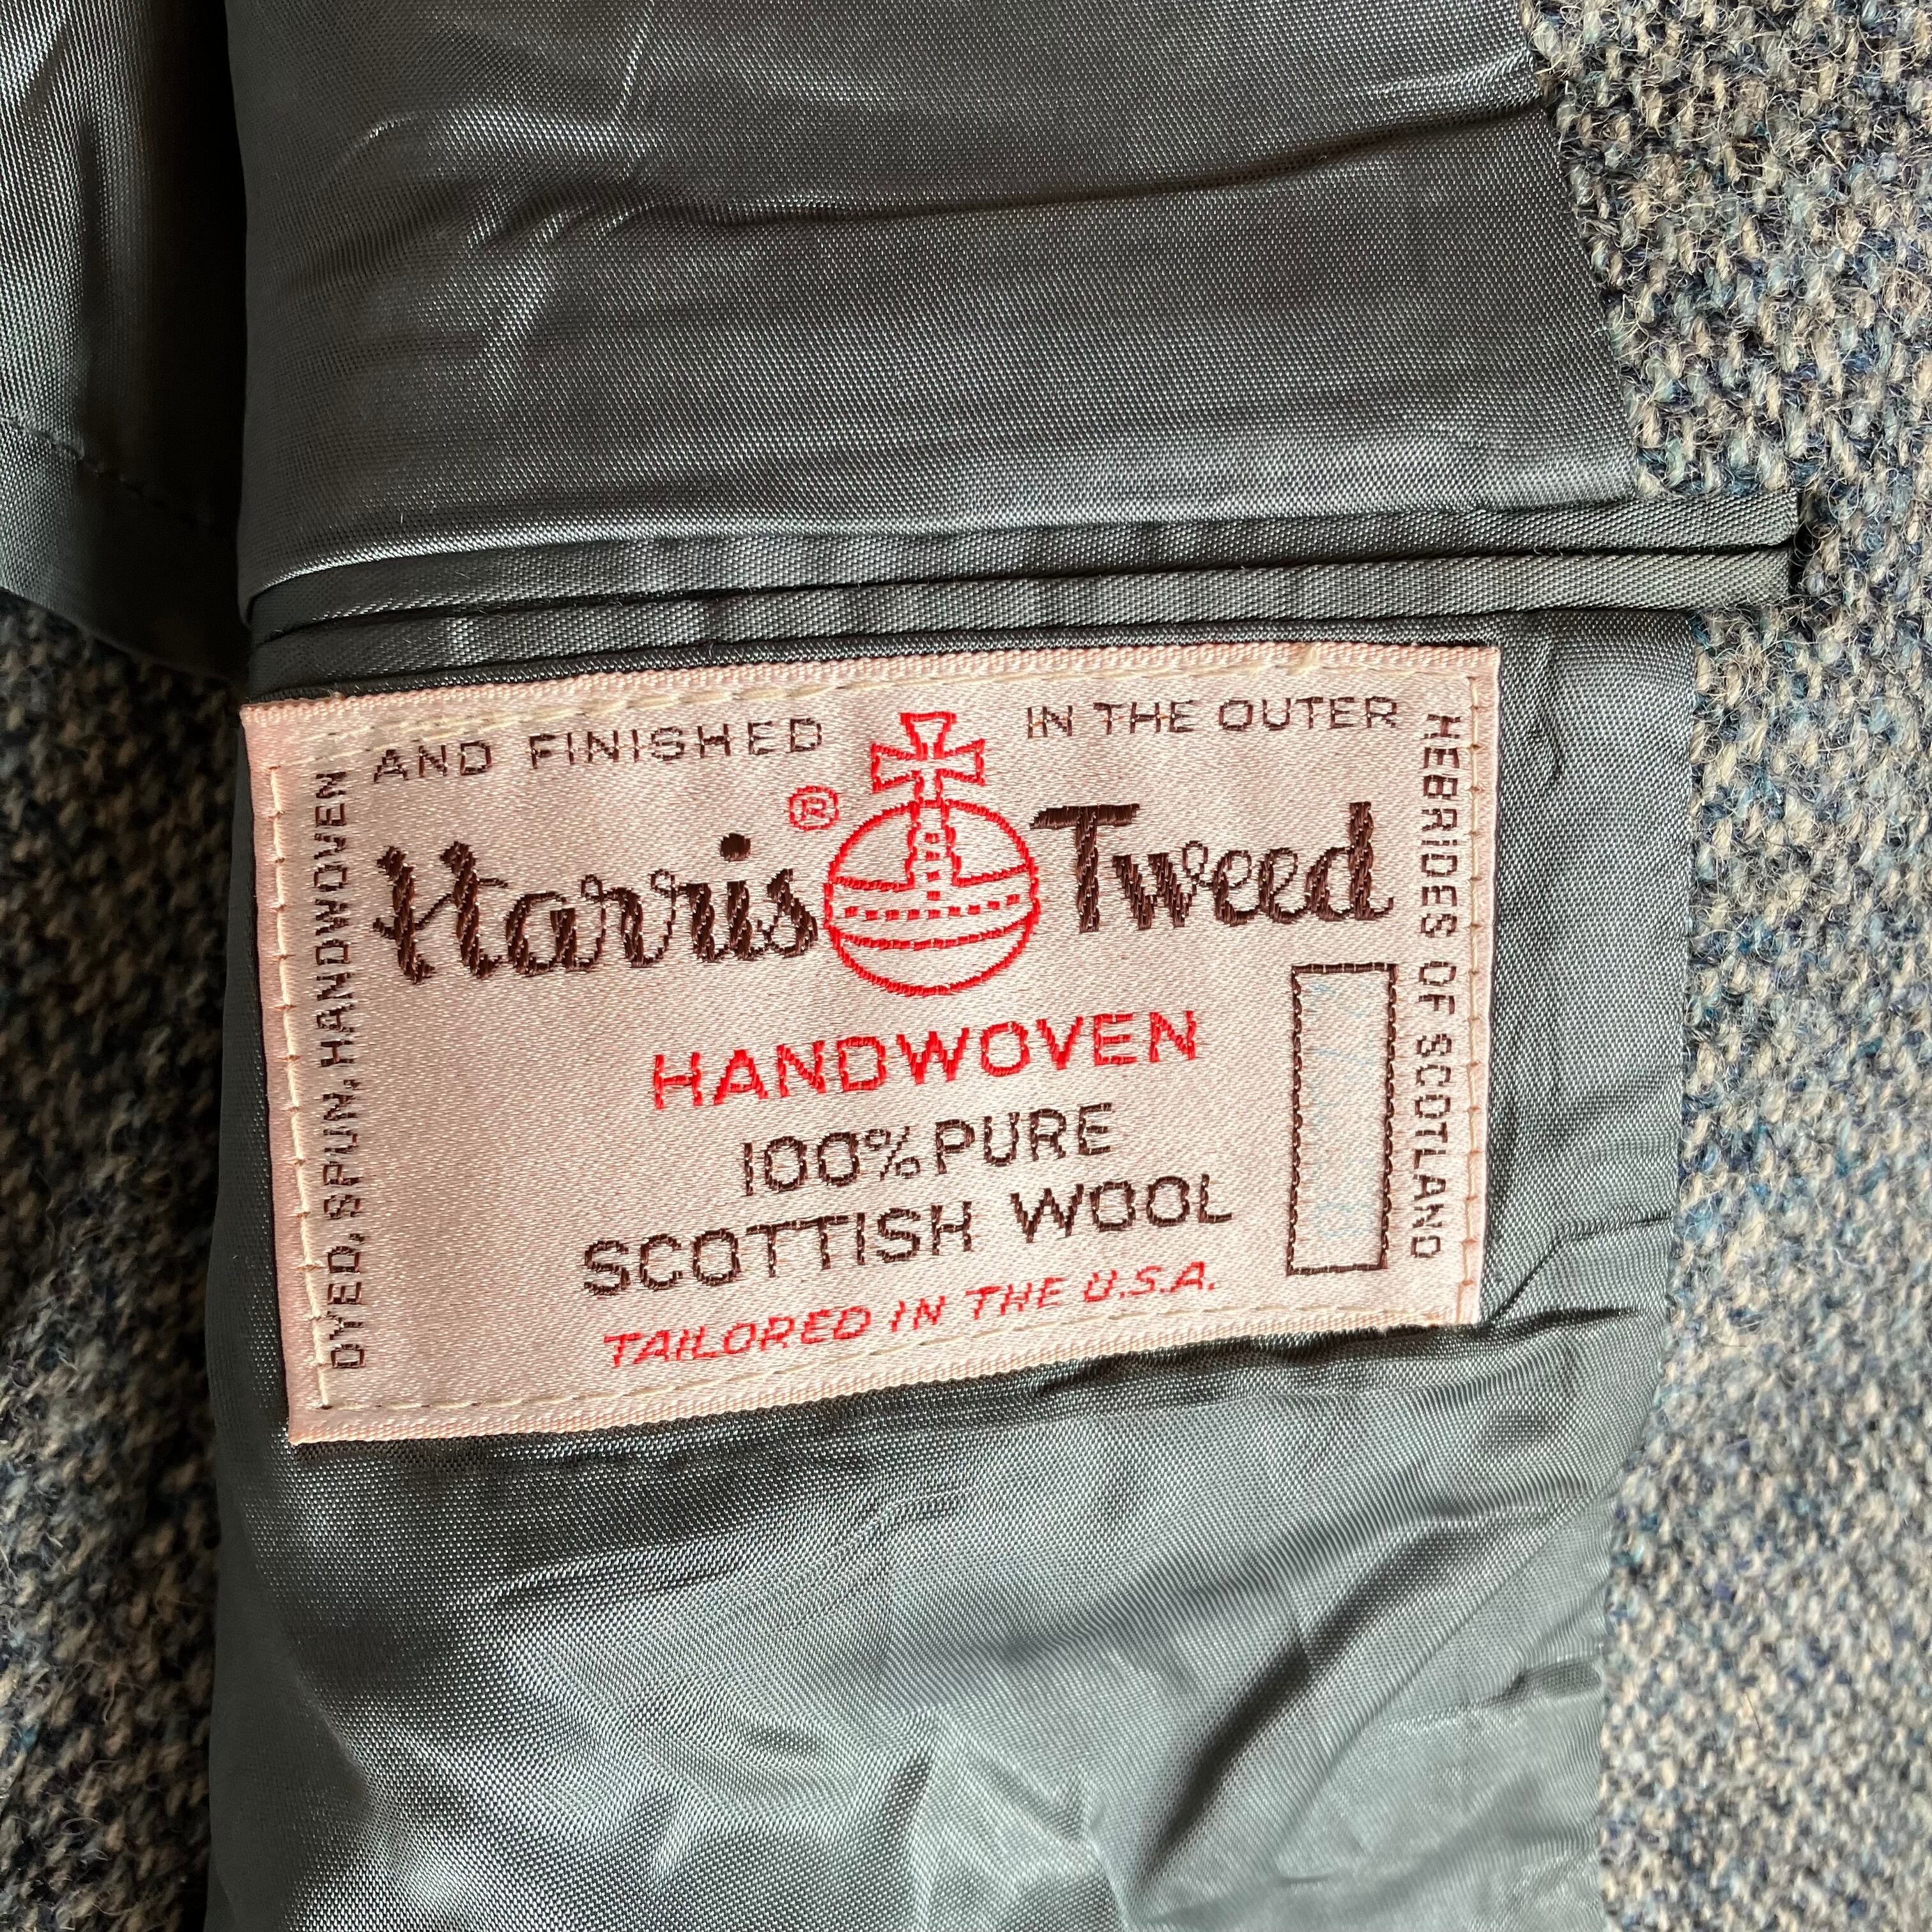 DYED, SPUN, HANDWOVEN
AND FINISHED
IN THE OUTER
HEBRIDES OF SCOTLAND
Harris ® Tweed
HANDWOVEN
100% PURE
SCOTTISH WOOL
TAILORED IN THE U.S.A.